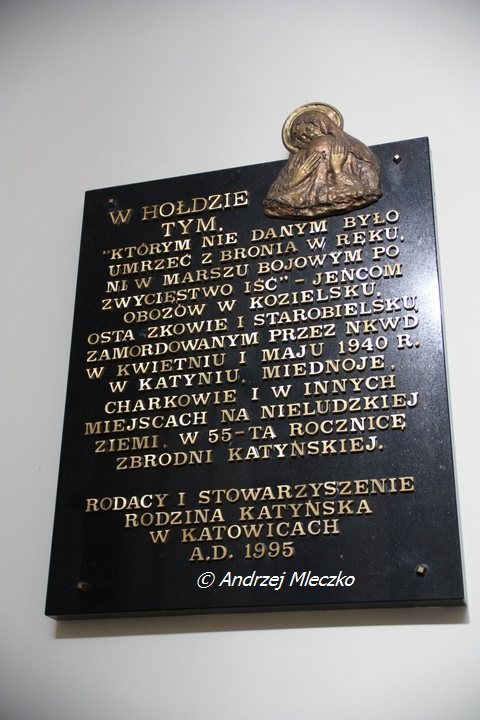 W HOŁDZIE
TYM,
"KTÓRYM NIE DANYM BYŁO
UMRZEĆ Z BRONIA W RĘKU,
NI W MARSZU BOJOWYM PO
ZWYCIĘSTWO IŚĆ" – JEŃCOM
OBOZÓW W KOZIELSKU,
OSTA ZKOWIE I STAROBIELSKU,
ZAMORDOWANYM PRZEZ NKWD
W KWIETNIU I MAJU 1940 R.
W KATYNIU, MIEDNOJE,
CHARKOWIE I W INNYCH
MIEJSCACH NA NIELUDZKIEJ
ZIEMI. W 55-TĄ ROCZNICĘ
ZBRODNI KATYŃSKIEJ.
RODACY I STOWARZYSZENIE
RODZINA KATYŃSKA
W KATOWICACH
A.D. 1995
© Andrzej Mleczko